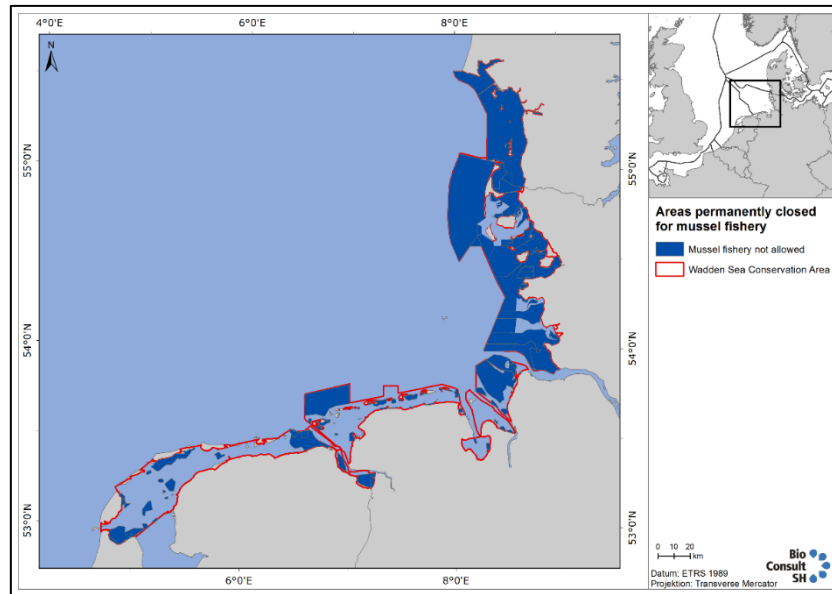 4°0'E 6°0'E 8°0'E
N
55°0'N
54°0'N
53°0'N
55°0'N
54°0'N
53°0'N
6°0'E 8°0'E
Areas permanently closed
for mussel fishery
Mussel fishery not allowed
Wadden Sea Conservation Area
0 10 20
km
Datum: ETRS 1989
Projektion: Transverse Mercator
Bio
Consult
SH